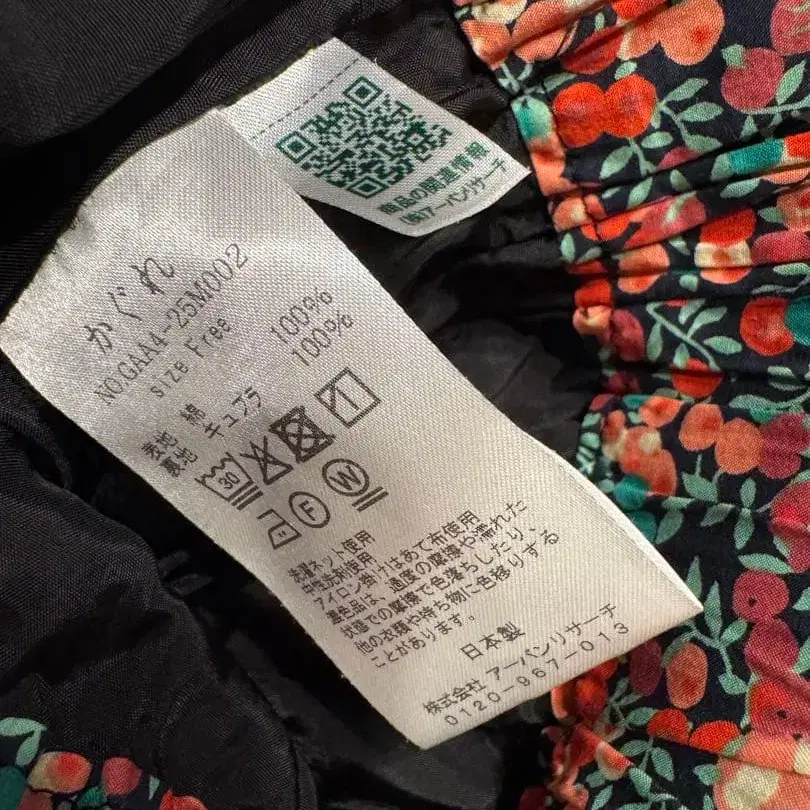 商品の関連情報
(株)アーバンリサーチ
かぐれ
NO.GAA4-25M002
size Free
表地 綿 100%
裏地 キュプラ 100%
30
F W
洗濯ネット使用
中性洗剤使用
アイロン掛けはあて布使用
着色品は、過度の摩擦や濡れた
状態での摩擦で色落ちしたり、
他の衣種や持ち物に色移りする
ことがあります。
日本製
株式会社 アーバンリサーチ
0120-967-013